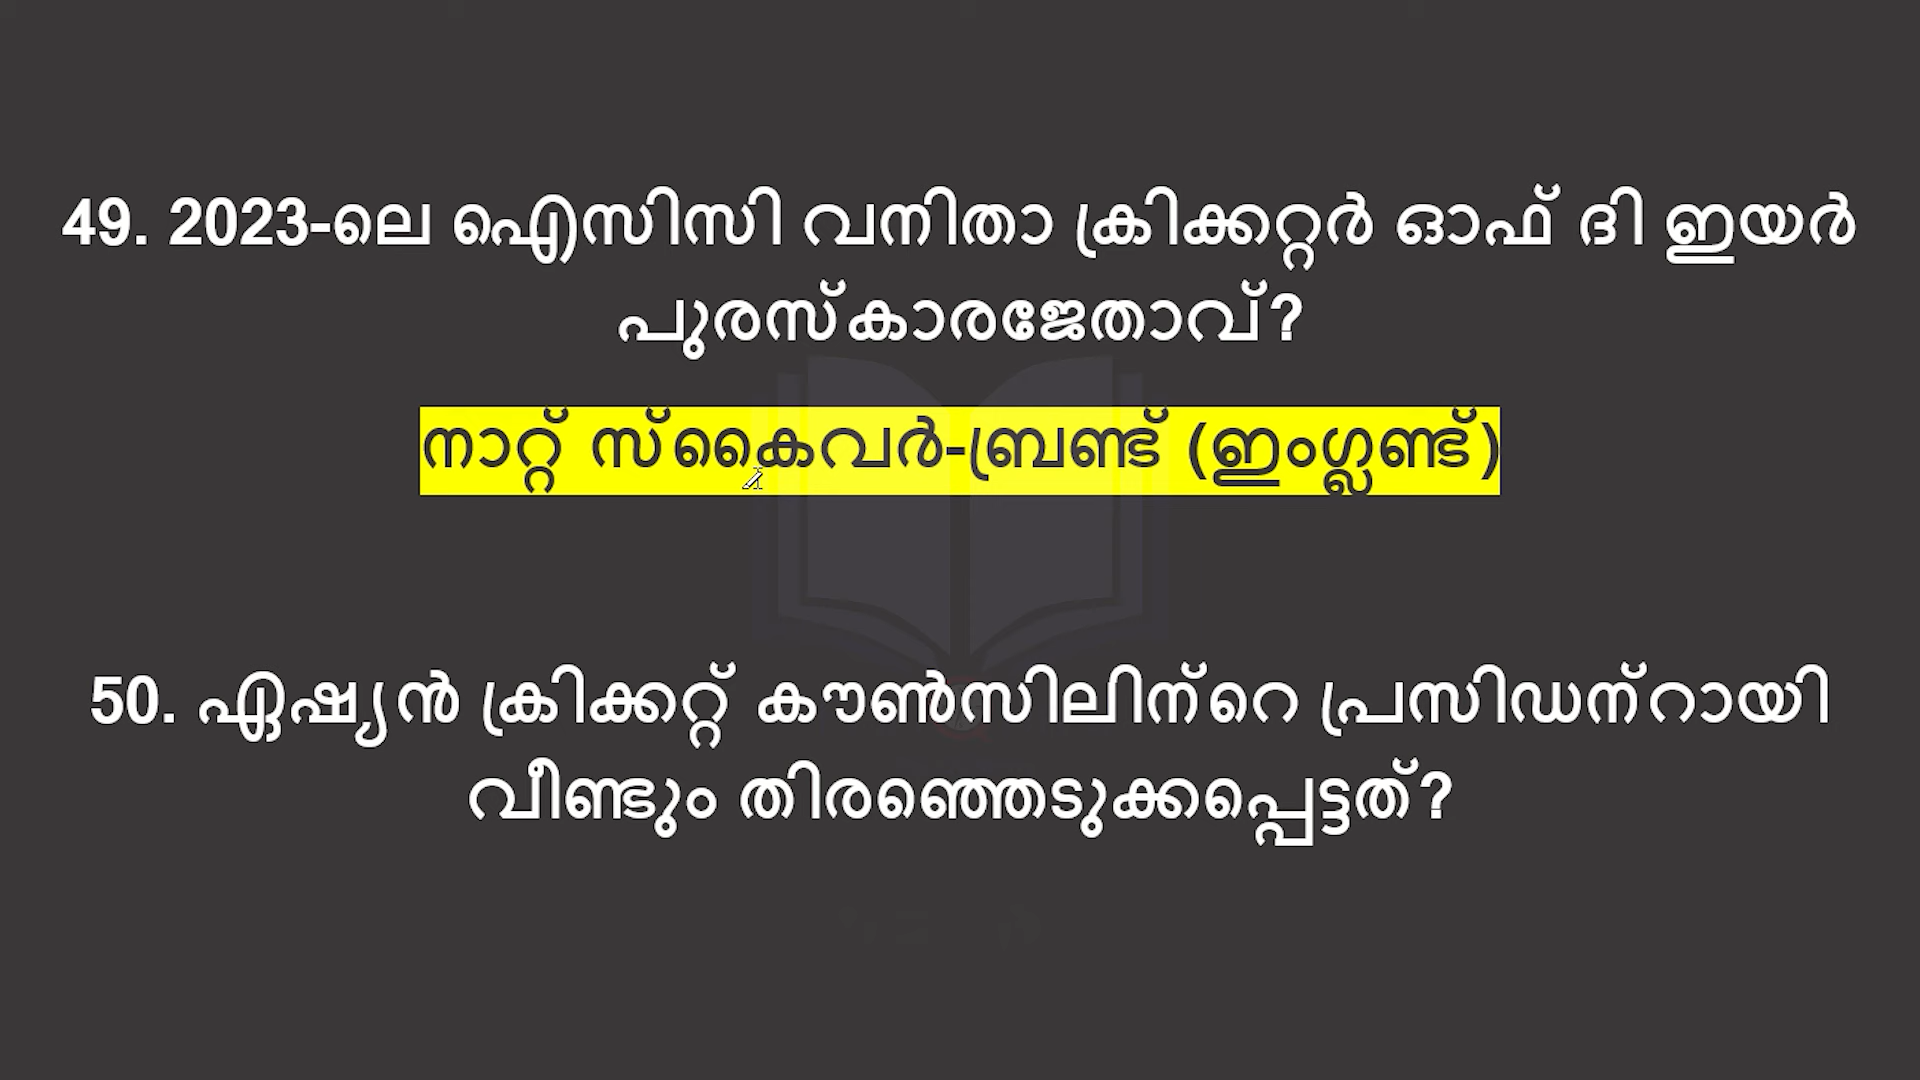 49. 2023-ലെ ഐസിസി വനിതാ ക്രിക്കറ്റർ ഓഫ് ദി ഇയർ
പുരസ്കാരജേതാവ്?
നാറ്റ് സ്കൈവർ-ബ്രണ്ട് (ഇംഗ്ലണ്ട്)
50. ഏഷ്യൻ ക്രിക്കറ്റ് കൗൺസിലിന്റെ പ്രസിഡന്റായി
വീണ്ടും തിരഞ്ഞെടുക്കപ്പെട്ടത്?